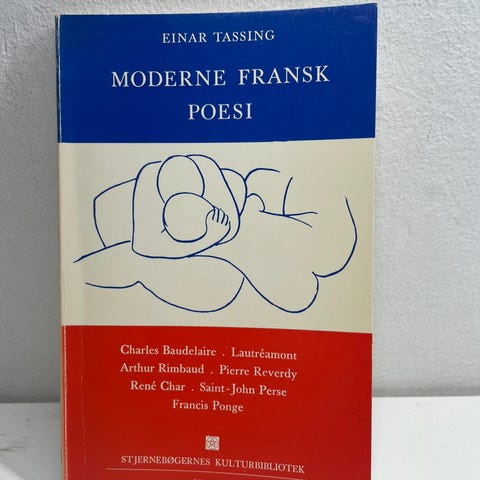 EINAR TASSING
MODERNE FRANSK
POESI
Charles Baudelaire . Lautréamont
Arthur Rimbaud . Pierre Reverdy
René Char . Saint-John Perse
Francis Ponge
STJERNEBØGERNES KULTURBIBLIOTEK